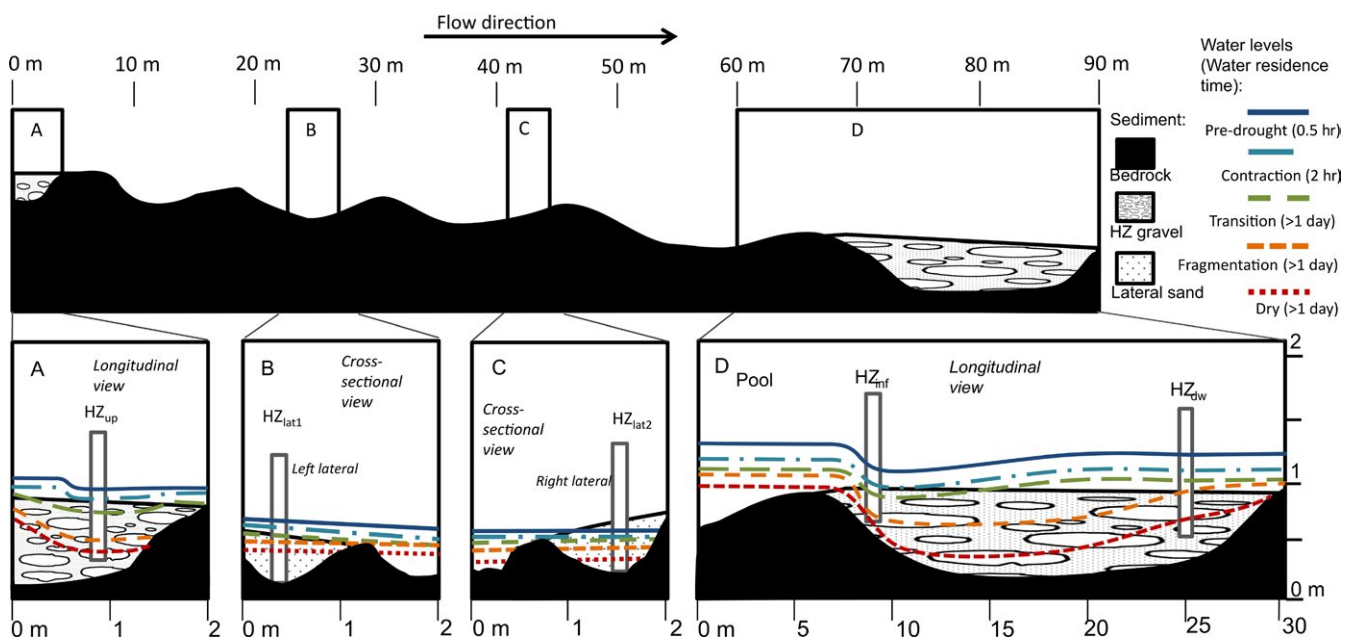 Flow direction
0 m 10 m 20 m 30 m 40 m 50 m 60 m 70 m 80 m 90 m
Water levels
(Water residence
time):
Pre-drought (0.5 hr)
Contraction (2 hr)
Transition (>1 day)
Fragmentation (>1 day)
Dry (>1 day)
Sediment:
Bedrock
HZ gravel
Lateral sand
A
B
C
D
A
Longitudinal
view
HZup
0 m 1 2
B
Cross-
sectional
view
HZlat1
Left lateral
0 m 1 2
C
Cross-
sectional
view
HZlat2
Right lateral
0 m 1 2
D
Pool
HZinf
Longitudinal
view
HZdw
2
1
0 m
0 m 5 10 15 20 25 30